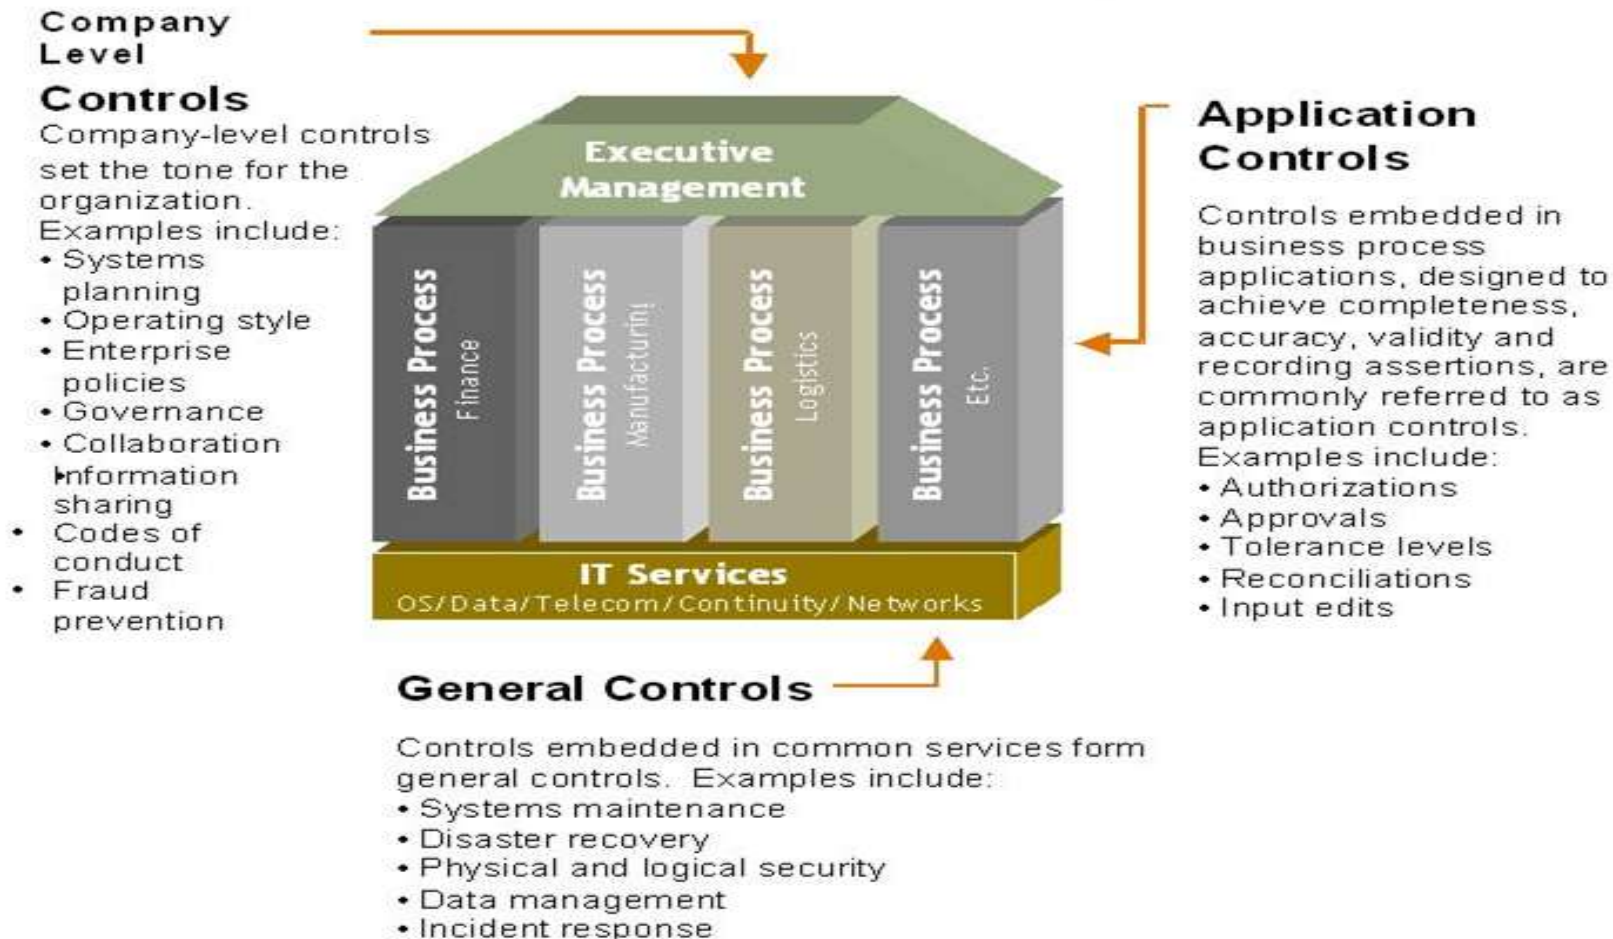 Company
Level
Controls
Company-level controls
set the tone for the
organization.
Examples include:
• Systems
planning
• Operating style
• Enterprise
policies
• Governance
• Collaboration
•Information
sharing
• Codes of
conduct
• Fraud
prevention
Executive
Management
Business Process
Finance
Business Process
Manufacturing
Business Process
Logistics
Business Process
Etc.
IT Services
OS/Data/Telecom/Continuity/Networks
Application
Controls
Controls embedded in
business process
applications, designed to
achieve completeness,
accuracy, validity and
recording assertions, are
commonly referred to as
application controls.
Examples include:
• Authorizations
• Approvals
• Tolerance levels
• Reconciliations
• Input edits
General Controls
Controls embedded in common services form
general controls. Examples include:
• Systems maintenance
• Disaster recovery
• Physical and logical security
• Data management
• Incident response